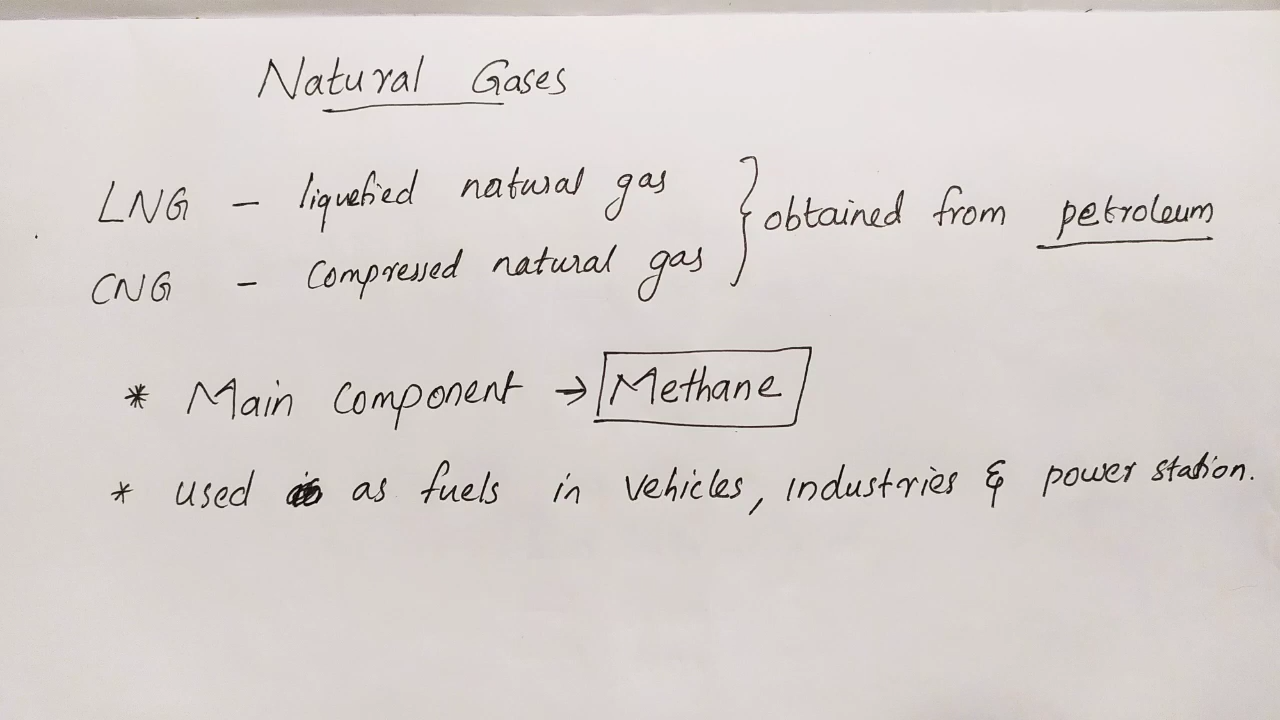 Natural Gases
LNG - liquefied natural gas
CNG - Compressed natural gas
} obtained from petroleum
* Main component → Methane
* used as fuels in vehicles, industries & power station.